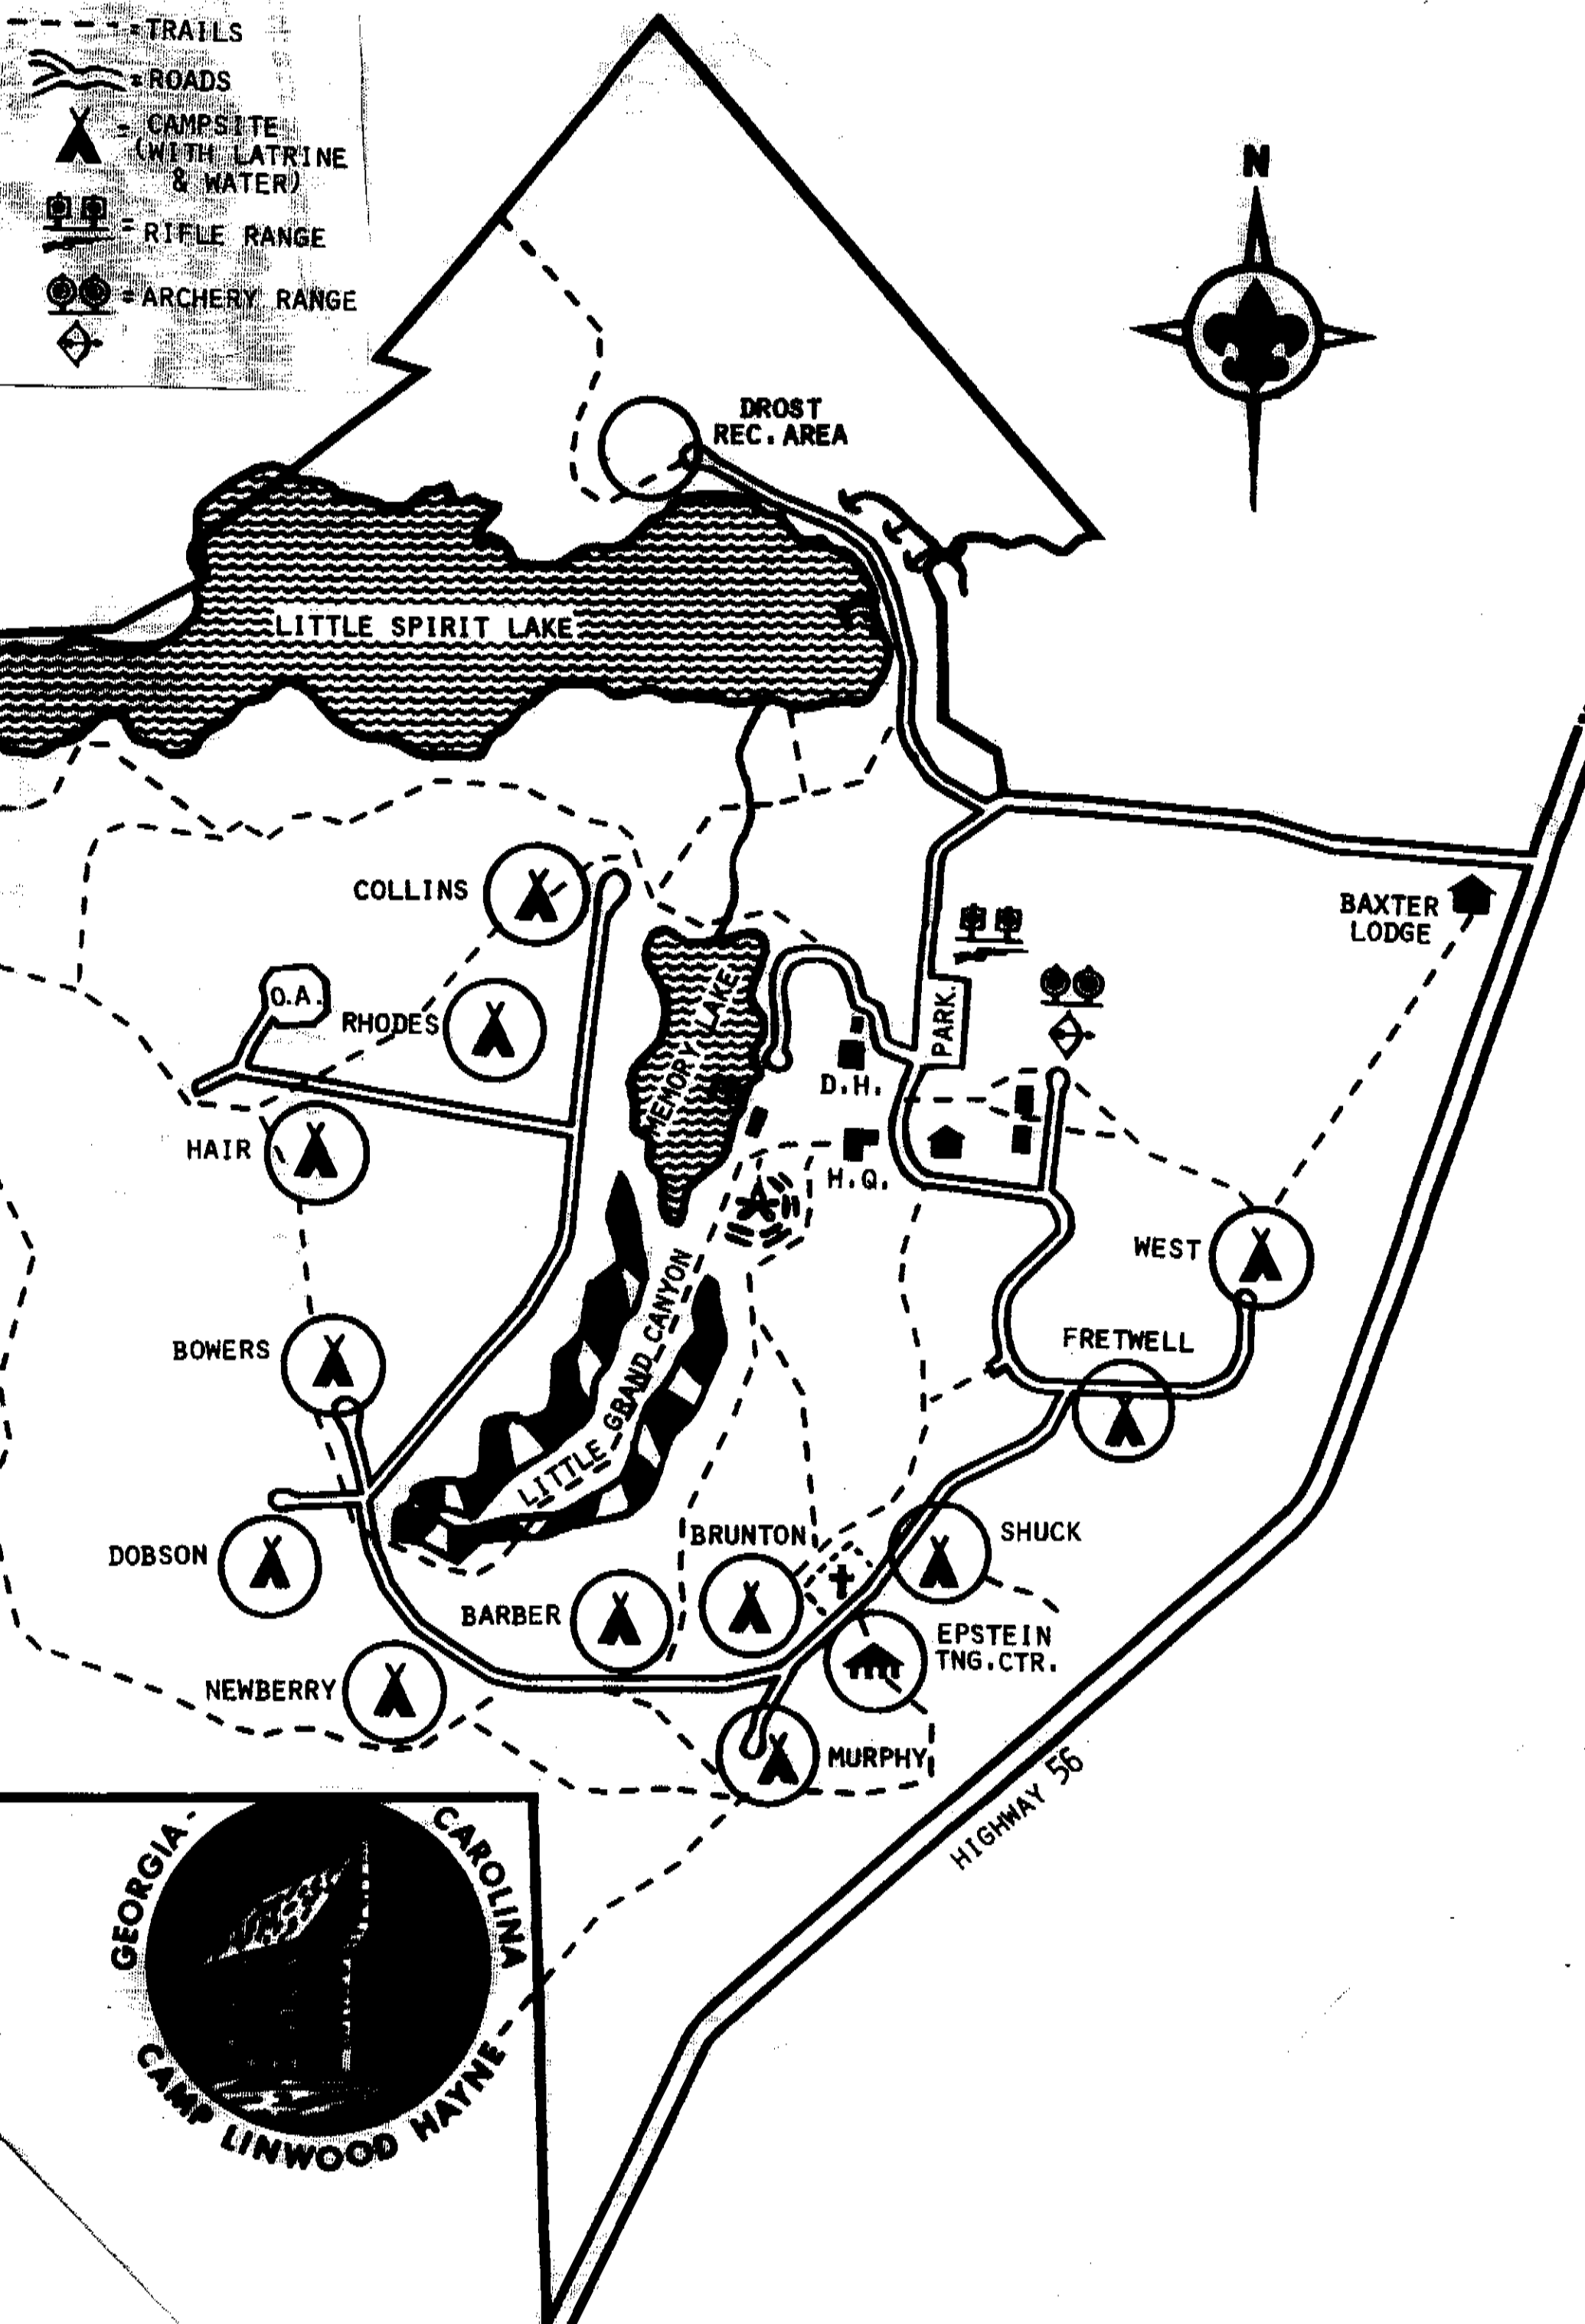 =TRAILS
=ROADS
= CAMPSITE
(WITH LATRINE
& WATER)
=RIFLE RANGE
=ARCHERY RANGE
N
DROST
REC. AREA
LITTLE SPIRIT LAKE
COLLINS
BAXTER
LODGE
O.A.
RHODES
MEMORY LAKE
PARK.
D.H.
HAIR
H.Q.
WEST
BOWERS
LITTLE GRAND CANYON
FRETWELL
DOBSON
BRUNTON
SHUCK
BARBER
EPSTEIN
TNG.CTR.
NEWBERRY
MURPHY
HIGHWAY 56
GEORGIA-CAROLINA
CAMP LINWOOD HAYNE